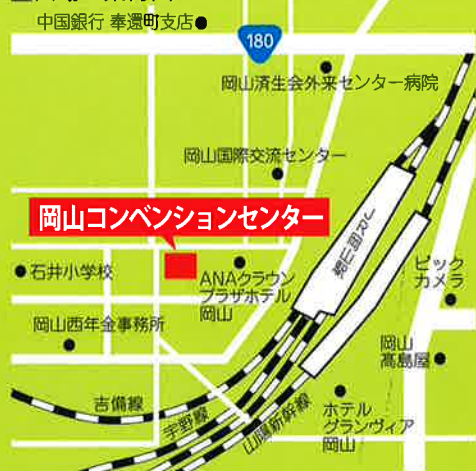 中国銀行 奉還町支店
180
岡山済生会外来センター病院
岡山国際交流センター
岡山コンベンションセンター
JR岡山駅
石井小学校
ANAクラウン
プラザホテル
岡山
ビック
カメラ
岡山西年金事務所
岡山
髙島屋
吉備線
宇野線
山陽新幹線
ホテル
グランヴィア
岡山